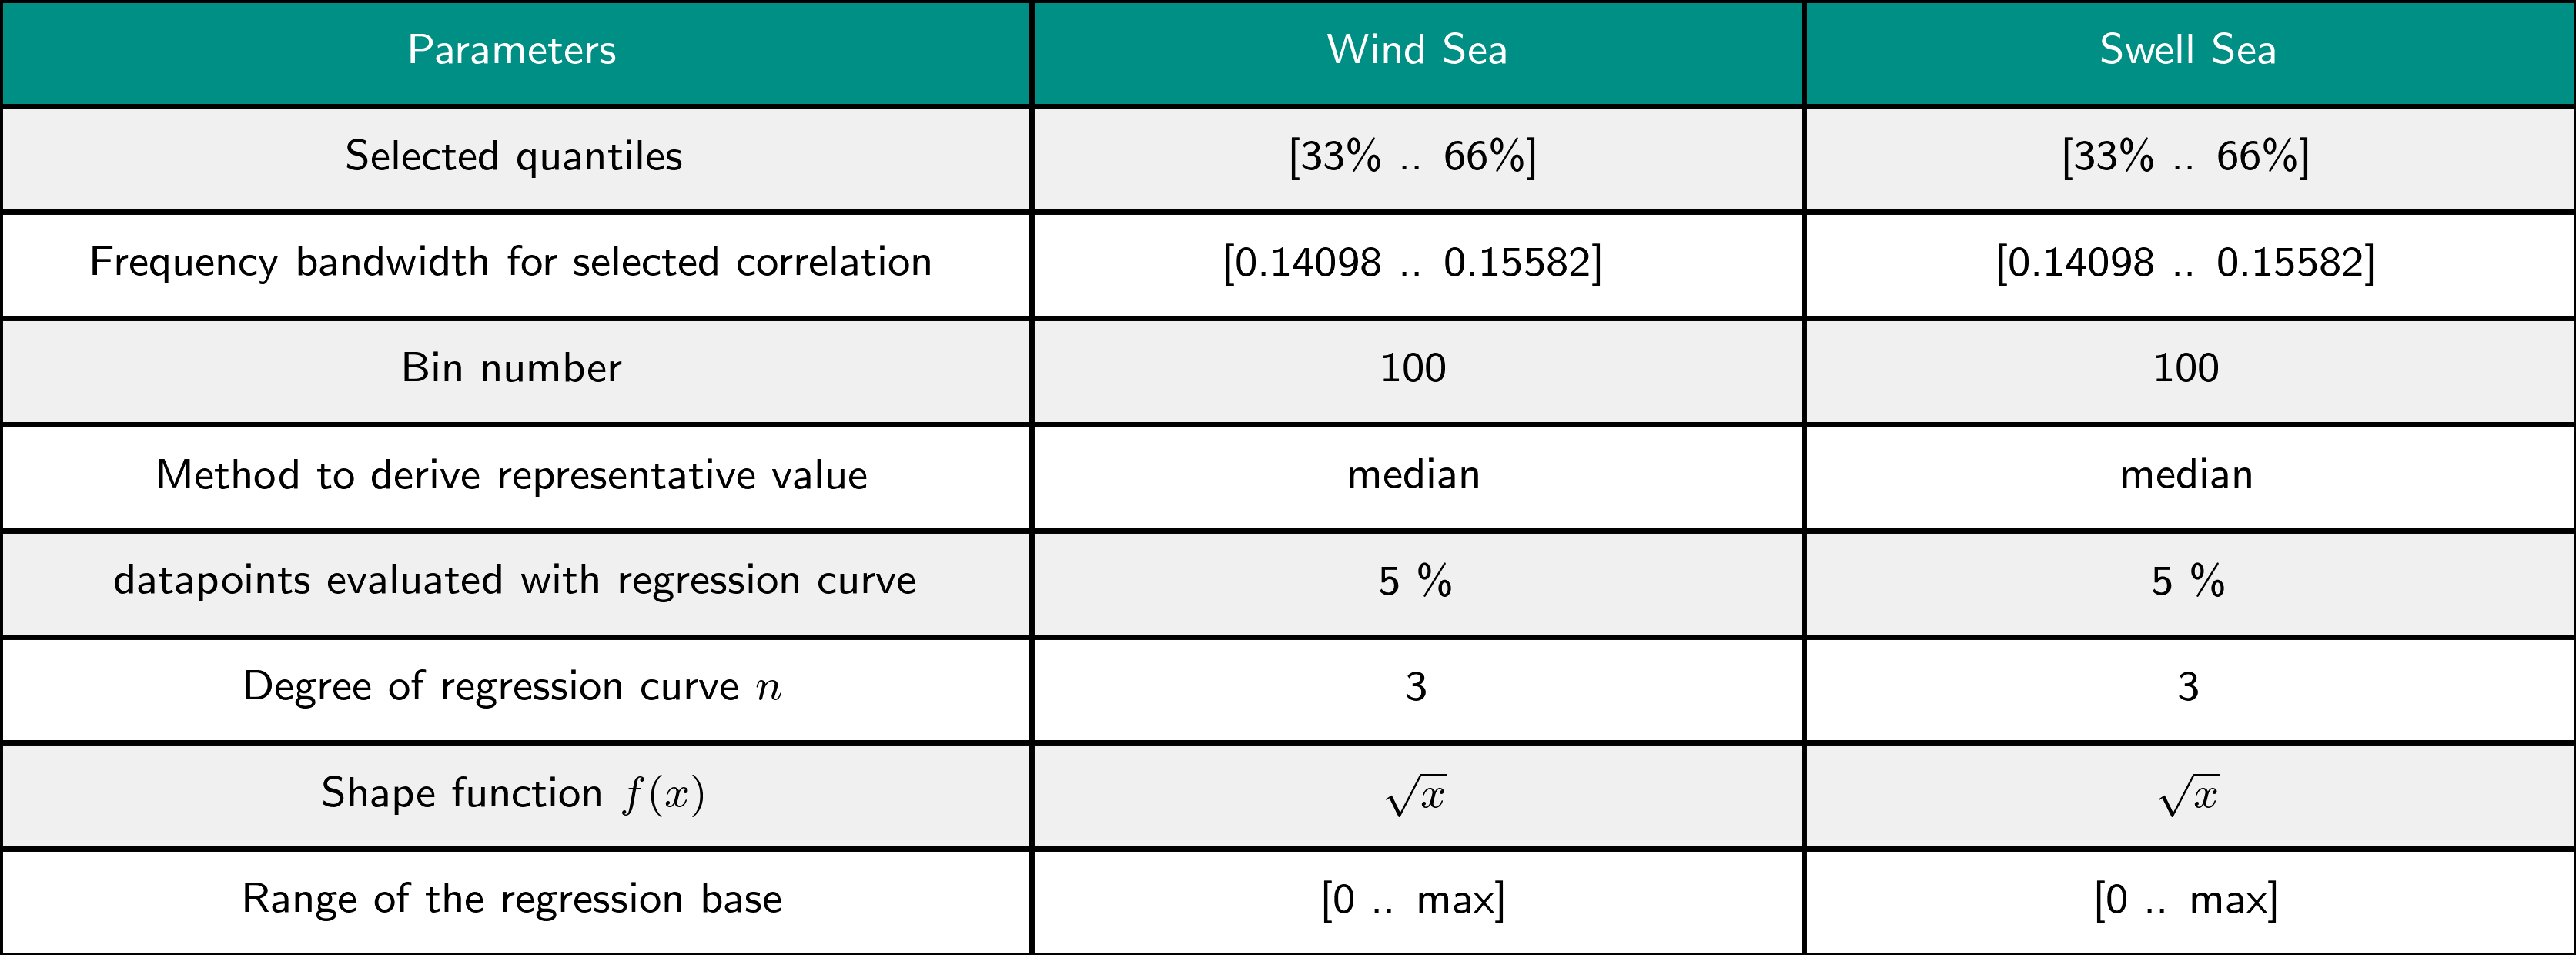 Parameters Wind Sea Swell Sea
Selected quantiles [33% .. 66%] [33% .. 66%]
Frequency bandwidth for selected correlation [0.14098 .. 0.15582] [0.14098 .. 0.15582]
Bin number 100 100
Method to derive representative value median median
datapoints evaluated with regression curve 5 % 5 %
Degree of regression curve n 3 3
Shape function f(x) √x √x
Range of the regression base [0 .. max] [0 .. max]